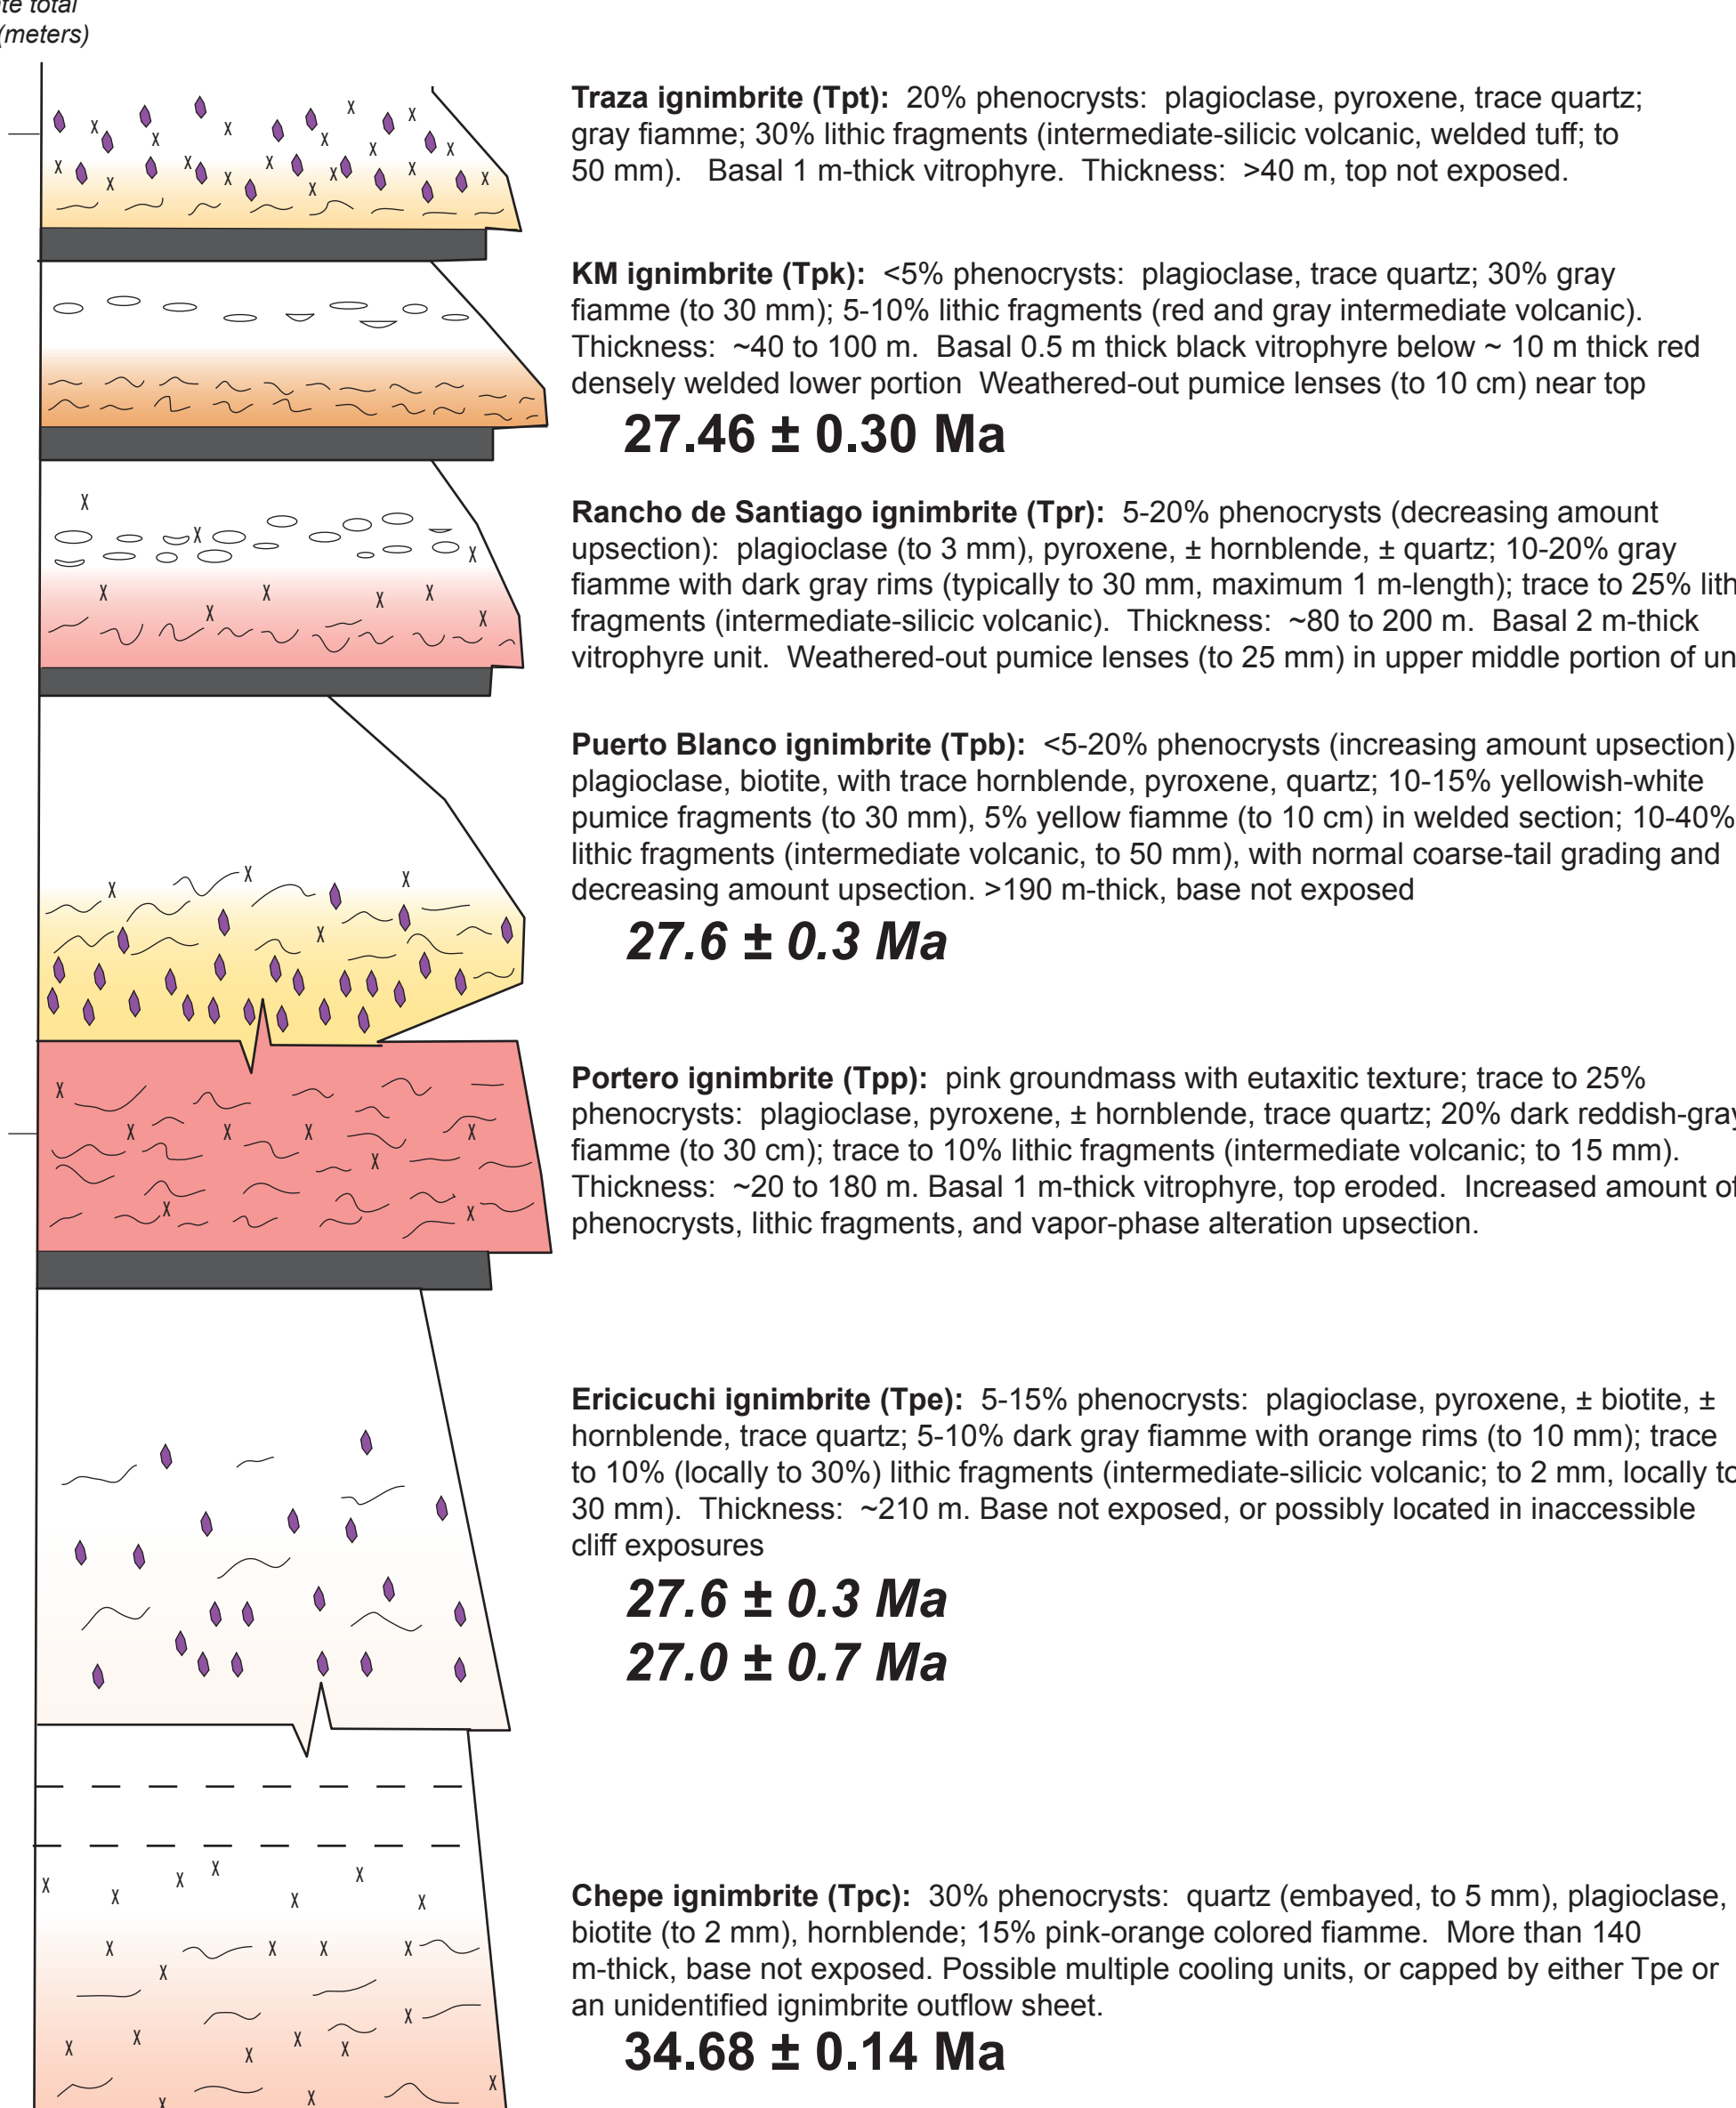 te total
(meters)
Traza ignimbrite (Tpt): 20% phenocrysts: plagioclase, pyroxene, trace quartz;
gray fiamme; 30% lithic fragments (intermediate-silicic volcanic, welded tuff; to
50 mm). Basal 1 m-thick vitrophyre. Thickness: >40 m, top not exposed.
KM ignimbrite (Tpk): <5% phenocrysts: plagioclase, trace quartz; 30% gray
fiamme (to 30 mm); 5-10% lithic fragments (red and gray intermediate volcanic).
Thickness: ~40 to 100 m. Basal 0.5 m thick black vitrophyre below ~ 10 m thick red
densely welded lower portion Weathered-out pumice lenses (to 10 cm) near top
27.46 ± 0.30 Ma
Rancho de Santiago ignimbrite (Tpr): 5-20% phenocrysts (decreasing amount
upsection): plagioclase (to 3 mm), pyroxene, ± hornblende, ± quartz; 10-20% gray
fiamme with dark gray rims (typically to 30 mm, maximum 1 m-length); trace to 25% lith
fragments (intermediate-silicic volcanic). Thickness: ~80 to 200 m. Basal 2 m-thick
vitrophyre unit. Weathered-out pumice lenses (to 25 mm) in upper middle portion of un
Puerto Blanco ignimbrite (Tpb): <5-20% phenocrysts (increasing amount upsection)
plagioclase, biotite, with trace hornblende, pyroxene, quartz; 10-15% yellowish-white
pumice fragments (to 30 mm), 5% yellow fiamme (to 10 cm) in welded section; 10-40%
lithic fragments (intermediate volcanic, to 50 mm), with normal coarse-tail grading and
decreasing amount upsection. >190 m-thick, base not exposed
27.6 ± 0.3 Ma
Portero ignimbrite (Tpp): pink groundmass with eutaxitic texture; trace to 25%
phenocrysts: plagioclase, pyroxene, ± hornblende, trace quartz; 20% dark reddish-gray
fiamme (to 30 cm); trace to 10% lithic fragments (intermediate volcanic; to 15 mm).
Thickness: ~20 to 180 m. Basal 1 m-thick vitrophyre, top eroded. Increased amount of
phenocrysts, lithic fragments, and vapor-phase alteration upsection.
Ericicuchi ignimbrite (Tpe): 5-15% phenocrysts: plagioclase, pyroxene, ± biotite, ±
hornblende, trace quartz; 5-10% dark gray fiamme with orange rims (to 10 mm); trace
to 10% (locally to 30%) lithic fragments (intermediate-silicic volcanic; to 2 mm, locally to
30 mm). Thickness: ~210 m. Base not exposed, or possibly located in inaccessible
cliff exposures
27.6 ± 0.3 Ma
27.0 ± 0.7 Ma
Chepe ignimbrite (Tpc): 30% phenocrysts: quartz (embayed, to 5 mm), plagioclase,
biotite (to 2 mm), hornblende; 15% pink-orange colored fiamme. More than 140
m-thick, base not exposed. Possible multiple cooling units, or capped by either Tpe or
an unidentified ignimbrite outflow sheet.
34.68 ± 0.14 Ma